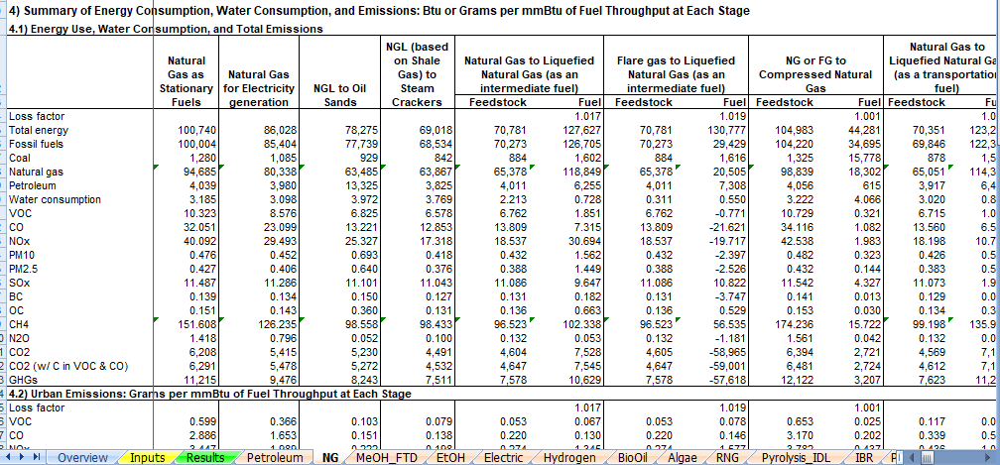 4) Summary of Energy Consumption, Water Consumption, and Emissions: Btu or Grams per mmBtu of Fuel Throughput at Each Stage
4.1) Energy Use, Water Consumption, and Total Emissions
Natural Gas as Stationary Fuels Natural Gas for Electricity generation NGL to Oil Sands NGL (based on Shale Gas) to Steam Crackers Natural Gas to Liquefied Natural Gas (as an intermediate fuel) Flare gas to Liquefied Natural Gas (as an intermediate fuel) NG or FG to Compressed Natural Gas Natural Gas to Liquefied Natural Ga (as a transportatio fuel)
Feedstock Fuel Feedstock Fuel Feedstock Fuel Feedstock Fu
Loss factor 1.017 1.019 1.001 1.0
Total energy 100,740 86,028 78,275 69,018 70,781 127,627 70,781 130,777 104,983 44,281 70,351 123,2
Fossil fuels 100,004 85,404 77,739 68,534 70,273 126,705 70,273 29,429 104,220 34,695 69,846 122,3
Coal 1,280 1,085 929 842 884 1,602 884 1,616 1,325 15,778 878 1,5
Natural gas 94,685 80,338 63,485 63,867 65,378 118,849 65,378 20,505 98,839 18,302 65,051 114,3
Petroleum 4,039 3,980 13,325 3,825 4,011 6,255 4,011 7,308 4,056 615 3,917 6,4
Water consumption 3.185 3.098 3.972 3.769 2.213 0.728 0.311 0.550 3.222 4.066 3.020 0.8
VOC 10.323 8.576 6.825 6.578 6.762 1.851 6.762 -0.771 10.729 0.321 6.715 1.0
CO 32.051 23.099 13.221 12.853 13.809 7.315 13.809 -21.621 34.116 1.082 13.560 6.5
NOx 40.092 29.493 25.327 17.318 18.537 30.694 18.537 -19.717 42.538 1.983 18.198 10.7
PM10 0.476 0.452 0.693 0.418 0.432 1.562 0.432 -2.397 0.482 0.323 0.426 0.5
PM2.5 0.427 0.406 0.640 0.376 0.388 1.449 0.388 -2.526 0.432 0.144 0.383 0.5
SOx 11.487 11.286 11.101 11.043 11.086 9.647 11.086 10.822 11.542 4.327 11.073 1.9
BC 0.139 0.134 0.150 0.127 0.131 0.182 0.131 -3.747 0.141 0.013 0.129 0.0
OC 0.151 0.143 0.360 0.131 0.136 0.663 0.136 0.529 0.153 0.030 0.134 0.3
CH4 151.608 126.235 98.558 98.433 96.523 102.338 96.523 56.535 174.236 15.722 99.198 135.9
N2O 1.418 0.796 0.052 0.100 0.132 0.053 0.132 -1.181 1.561 0.042 0.132 0.0
CO2 6,208 5,415 5,230 4,491 4,604 7,528 4,605 -58,965 6,394 2,721 4,569 7,1
CO2 (w/ C in VOC & CO) 6,291 5,478 5,272 4,532 4,647 7,545 4,647 -59,001 6,481 2,724 4,612 7,1
GHGs 11,215 9,476 8,243 7,511 7,578 10,629 7,578 -57,618 12,122 3,207 7,623 11,2
4.2) Urban Emissions: Grams per mmBtu of Fuel Throughput at Each Stage
Loss factor 1.017 1.019 1.001
VOC 0.599 0.366 0.103 0.079 0.053 0.067 0.053 0.078 0.653 0.025 0.117 0.0
CO 2.886 1.653 0.151 0.138 0.220 0.130 0.220 0.146 3.170 0.202 0.339 0.5
Overview Inputs Results Petroleum NG MeOH_FTD EtOH Electric Hydrogen BioOil Algae RNG Pyrolysis_IDL IBR